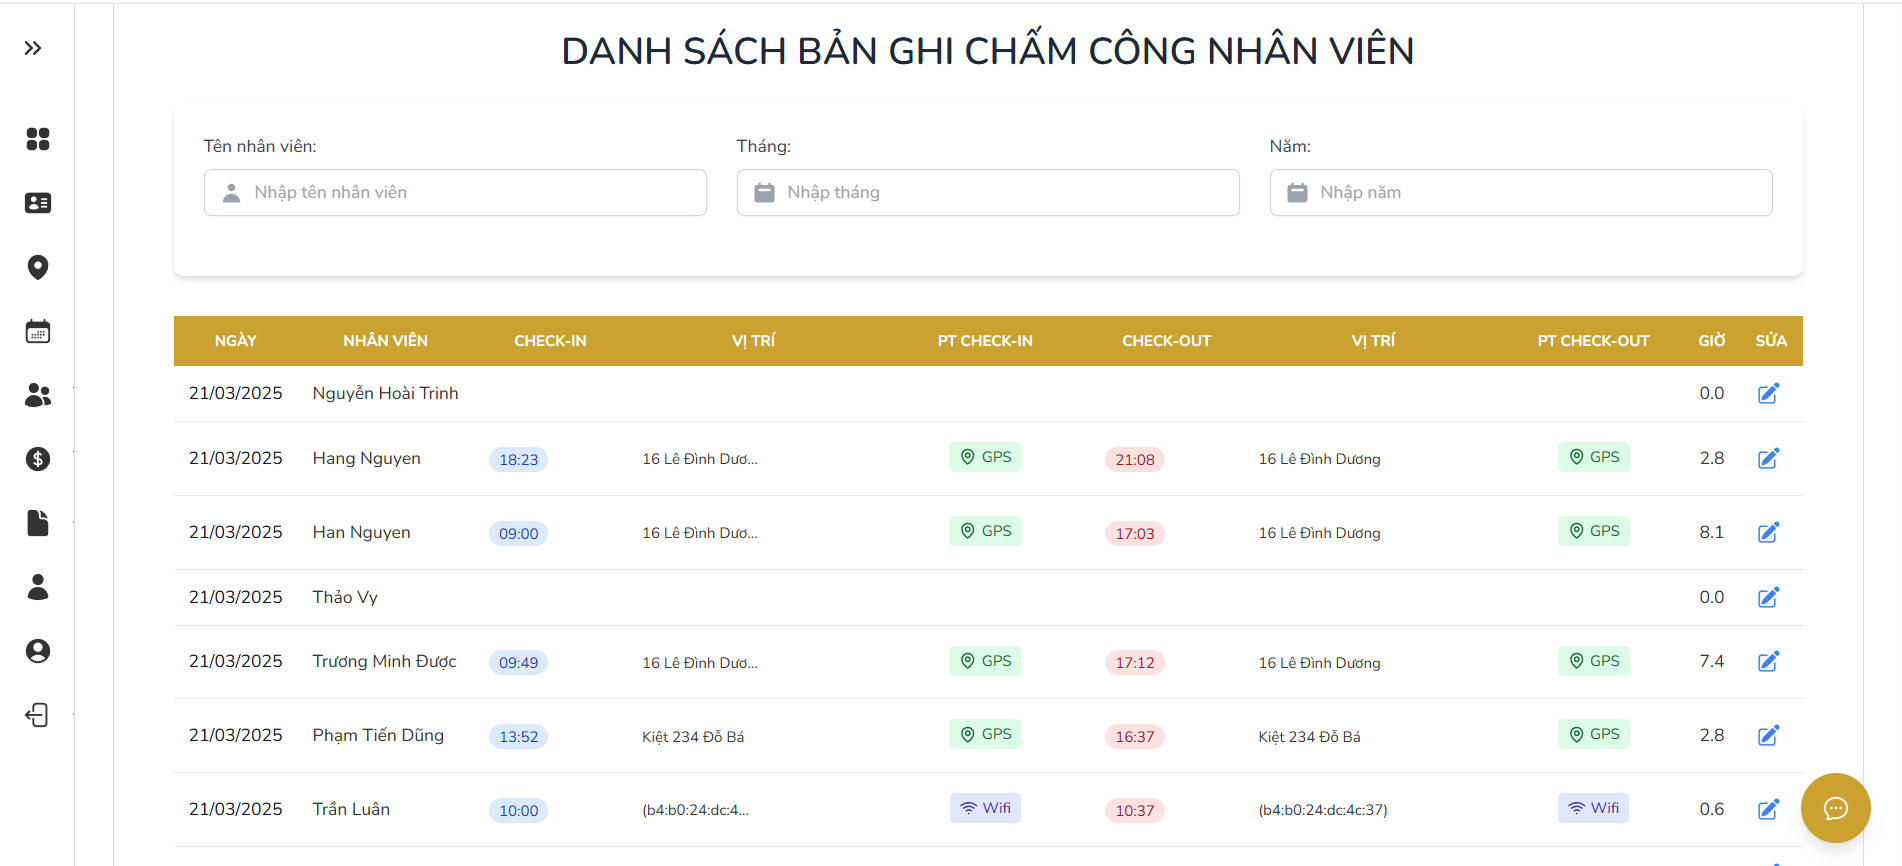 DANH SÁCH BẢN GHI CHẤM CÔNG NHÂN VIÊN
Tên nhân viên: Tháng: Năm:
Nhập tên nhân viên Nhập tháng Nhập năm
NGÀY NHÂN VIÊN CHECK-IN VỊ TRÍ PT CHECK-IN CHECK-OUT VỊ TRÍ PT CHECK-OUT GIỜ SỬA
21/03/2025 Nguyễn Hoài Trinh 0.0
21/03/2025 Hang Nguyen 18:23 16 Lê Đình Dươ... GPS 21:08 16 Lê Đình Dương GPS 2.8
21/03/2025 Han Nguyen 09:00 16 Lê Đình Dươ... GPS 17:03 16 Lê Đình Dương GPS 8.1
21/03/2025 Thảo Vy 0.0
21/03/2025 Trương Minh Được 09:49 16 Lê Đình Dươ... GPS 17:12 16 Lê Đình Dương GPS 7.4
21/03/2025 Phạm Tiến Dũng 13:52 Kiệt 234 Đỗ Bá GPS 16:37 Kiệt 234 Đỗ Bá GPS 2.8
21/03/2025 Trần Luân 10:00 (b4:b0:24:dc:4... Wifi 10:37 (b4:b0:24:dc:4c:37) Wifi 0.6